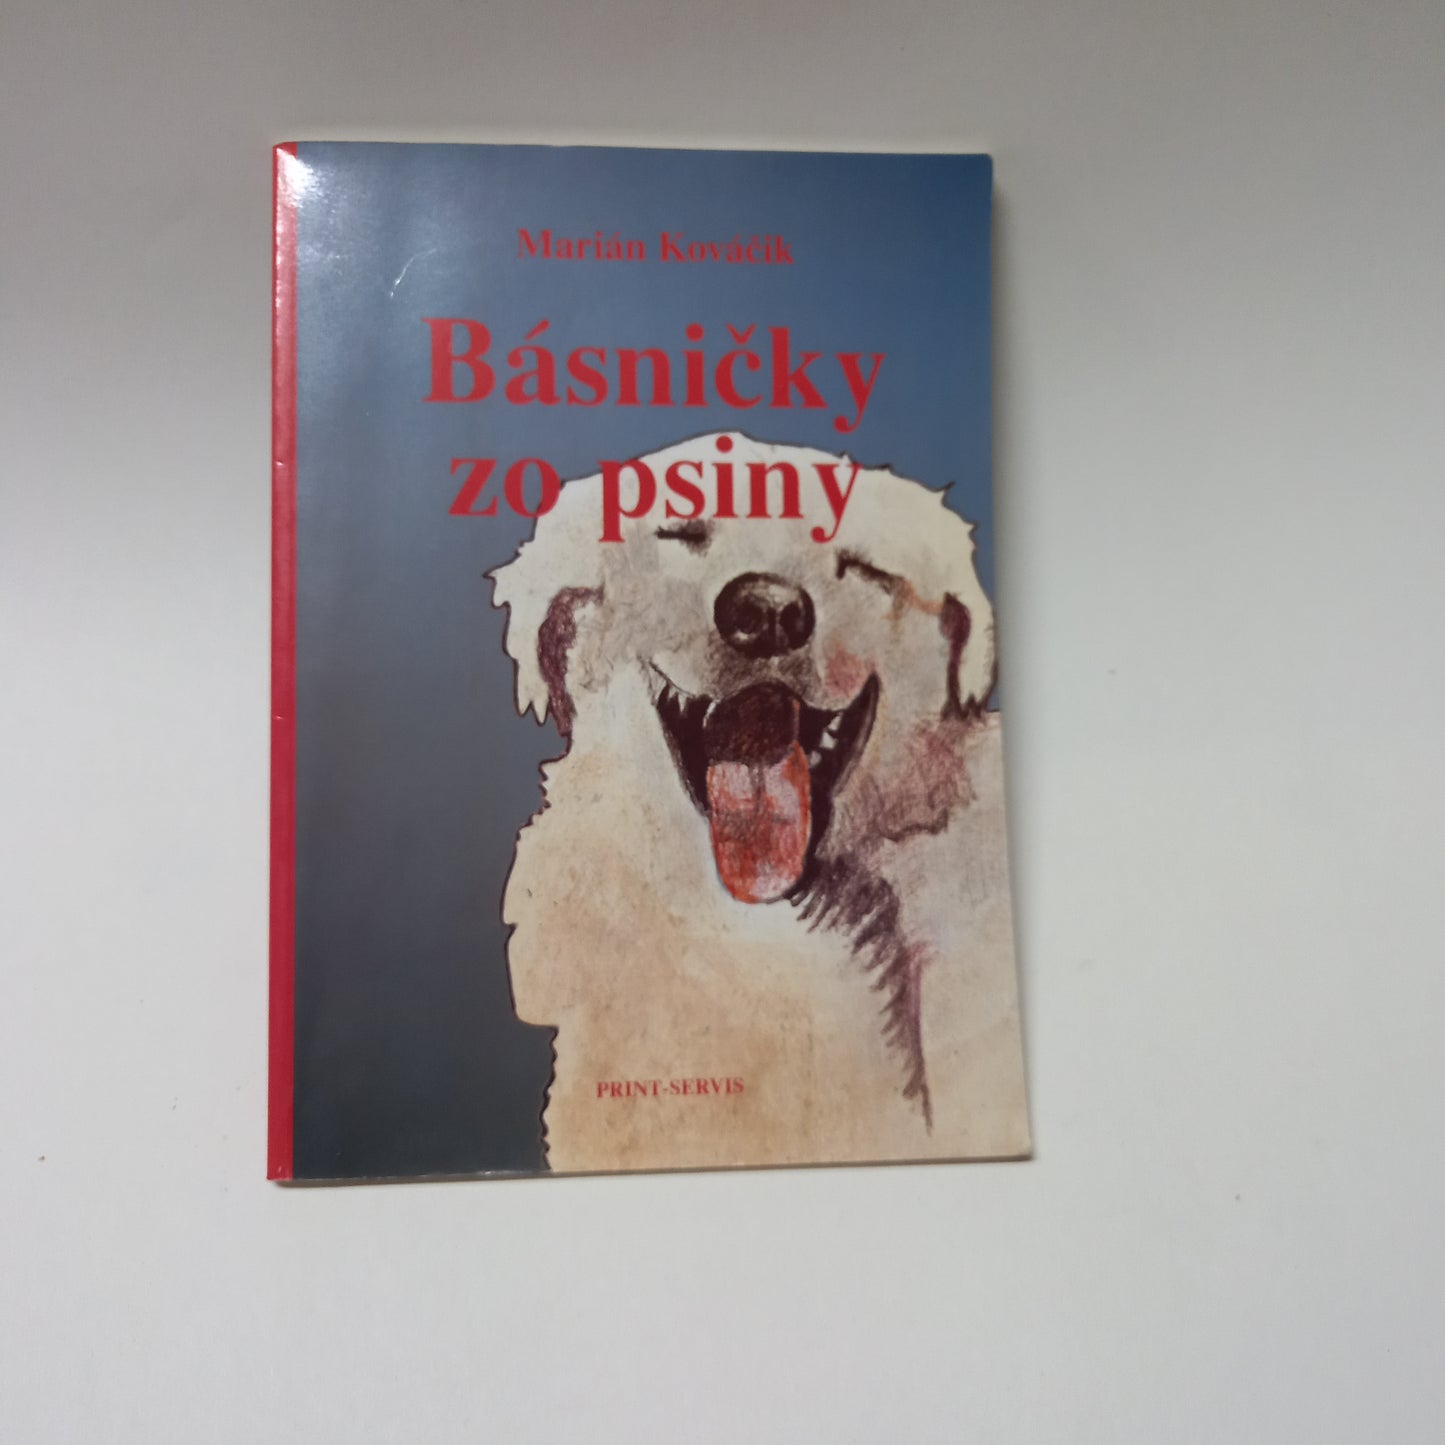 Marián Kováčik
Básničky
zo psiny
PRINT-SERVIS